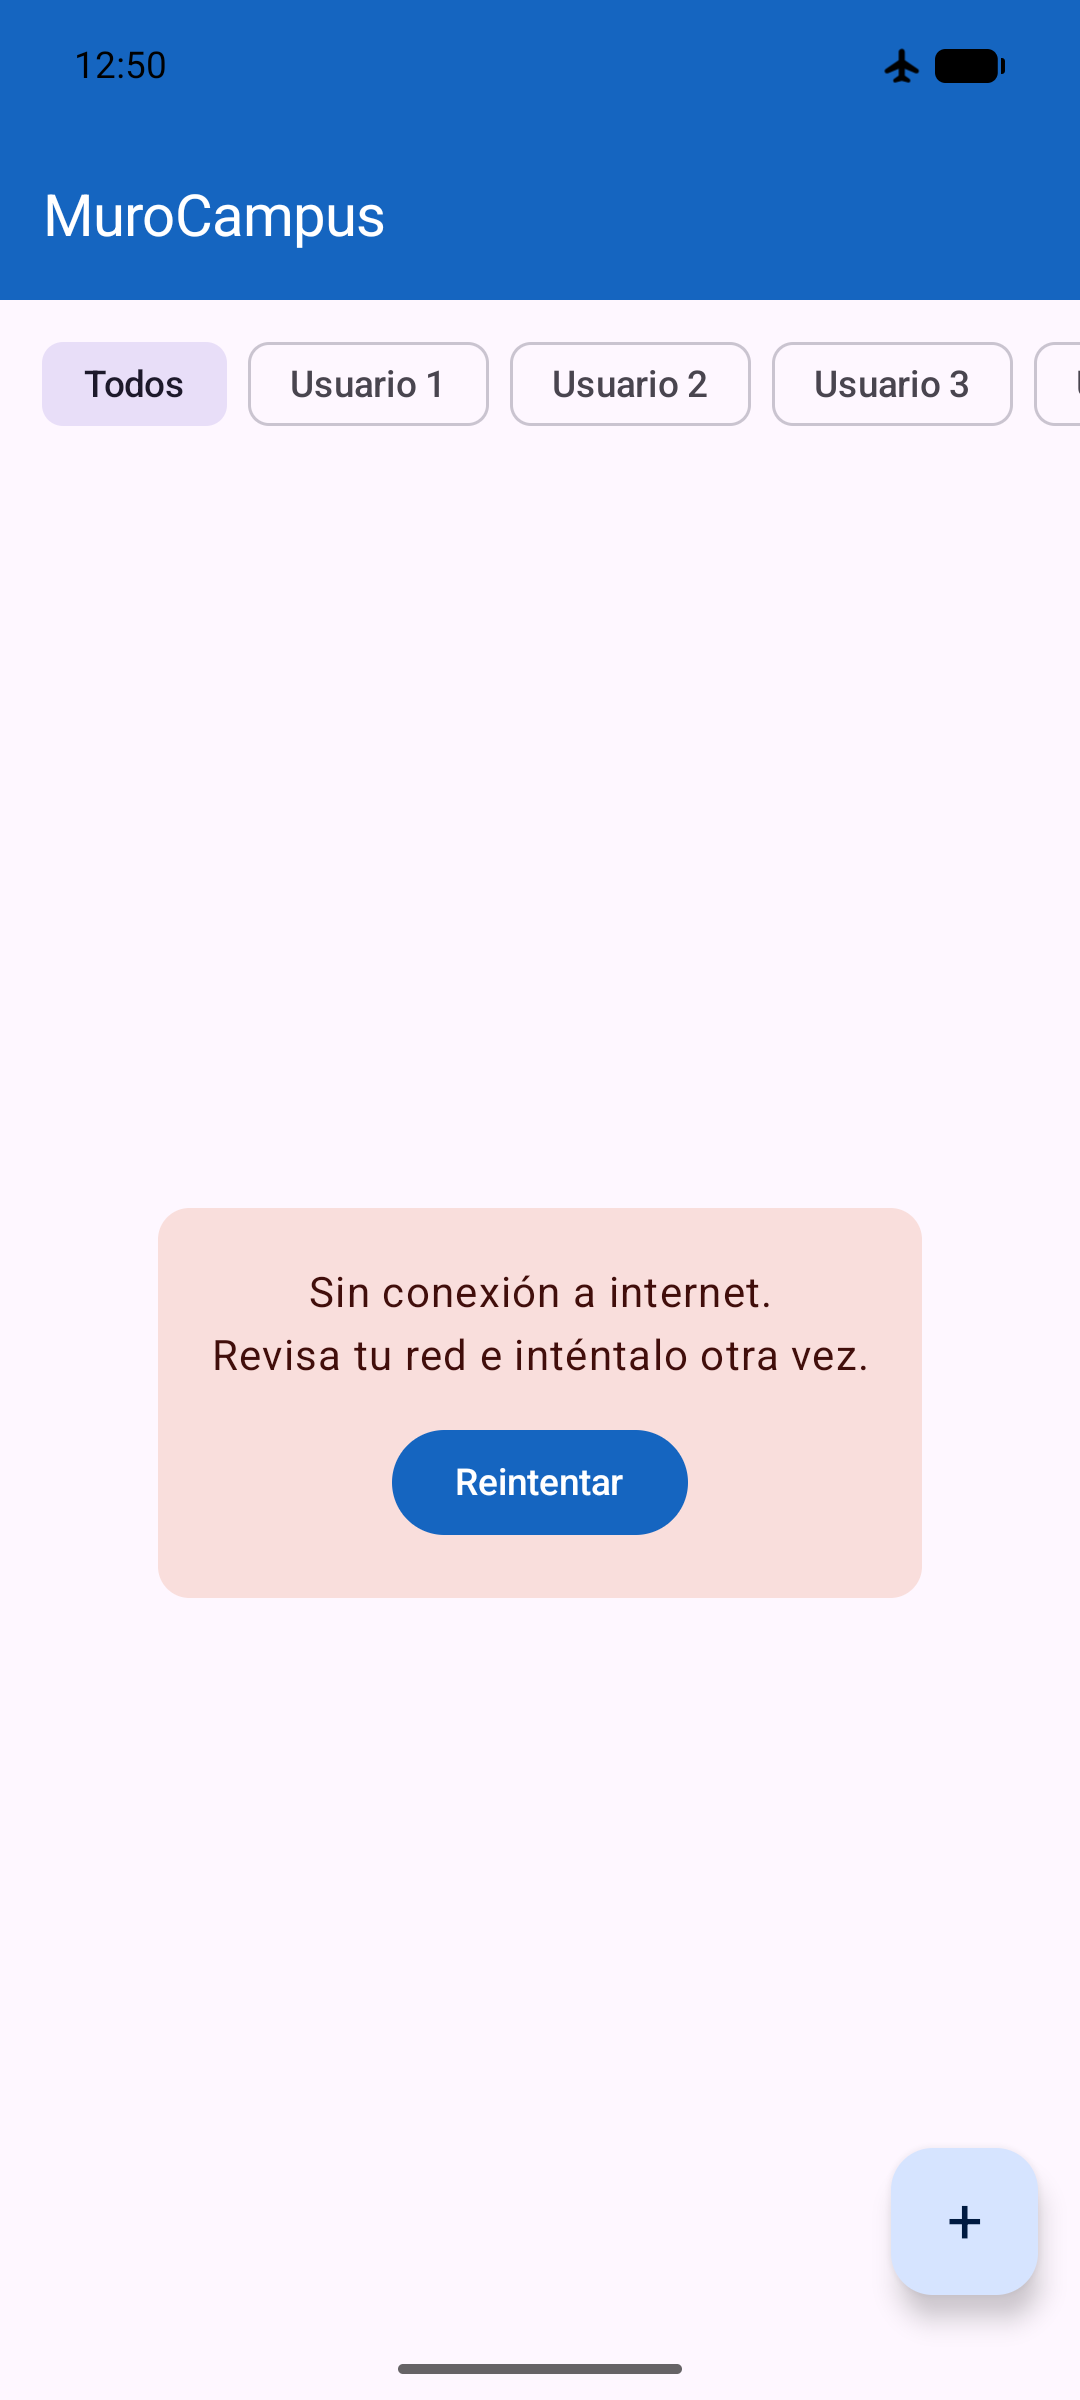 12:50
MuroCampus
Todos
Usuario 1
Usuario 2
Usuario 3
Sin conexión a internet.
Revisa tu red e inténtalo otra vez.
Reintentar
+